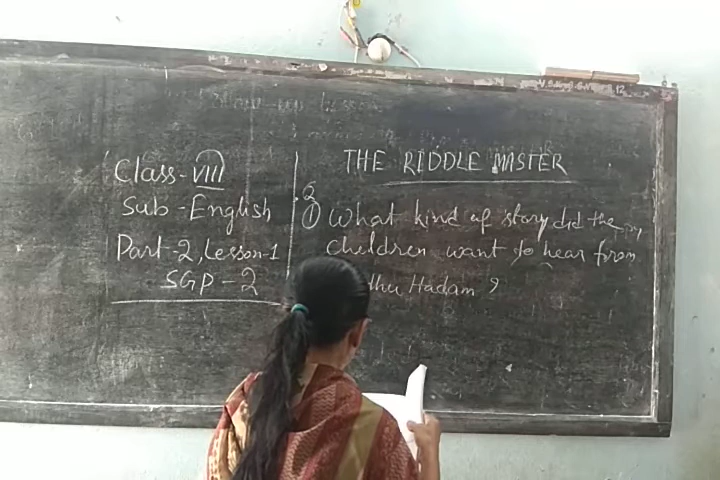 Class-VIII
Sub-English
Part-2, Lesson-1
SGP-2
THE RIDDLE MASTER
Q
① What kind of story did the
children want to hear from
Hadam?